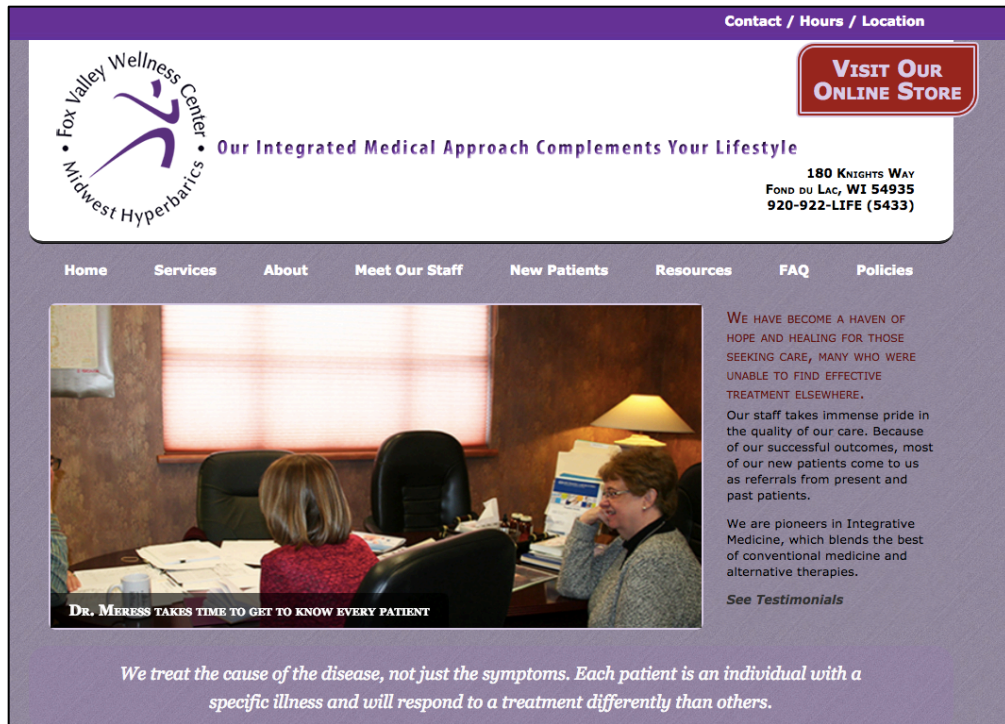 Contact / Hours / Location
Fox Valley Wellness Center
• Midwest Hyperbarics •
Visit Our
Online Store
Our Integrated Medical Approach Complements Your Lifestyle
180 Knights Way
Fond du Lac, WI 54935
920-922-LIFE (5433)
Home Services About Meet Our Staff New Patients Resources FAQ Policies
We have become a haven of
hope and healing for those
seeking care, many who were
unable to find effective
treatment elsewhere.
Our staff takes immense pride in
the quality of our care. Because
of our successful outcomes, most
of our new patients come to us
as referrals from present and
past patients.
We are pioneers in Integrative
Medicine, which blends the best
of conventional medicine and
alternative therapies.
See Testimonials
Dr. Meress takes time to get to know every patient
We treat the cause of the disease, not just the symptoms. Each patient is an individual with a
specific illness and will respond to a treatment differently than others.